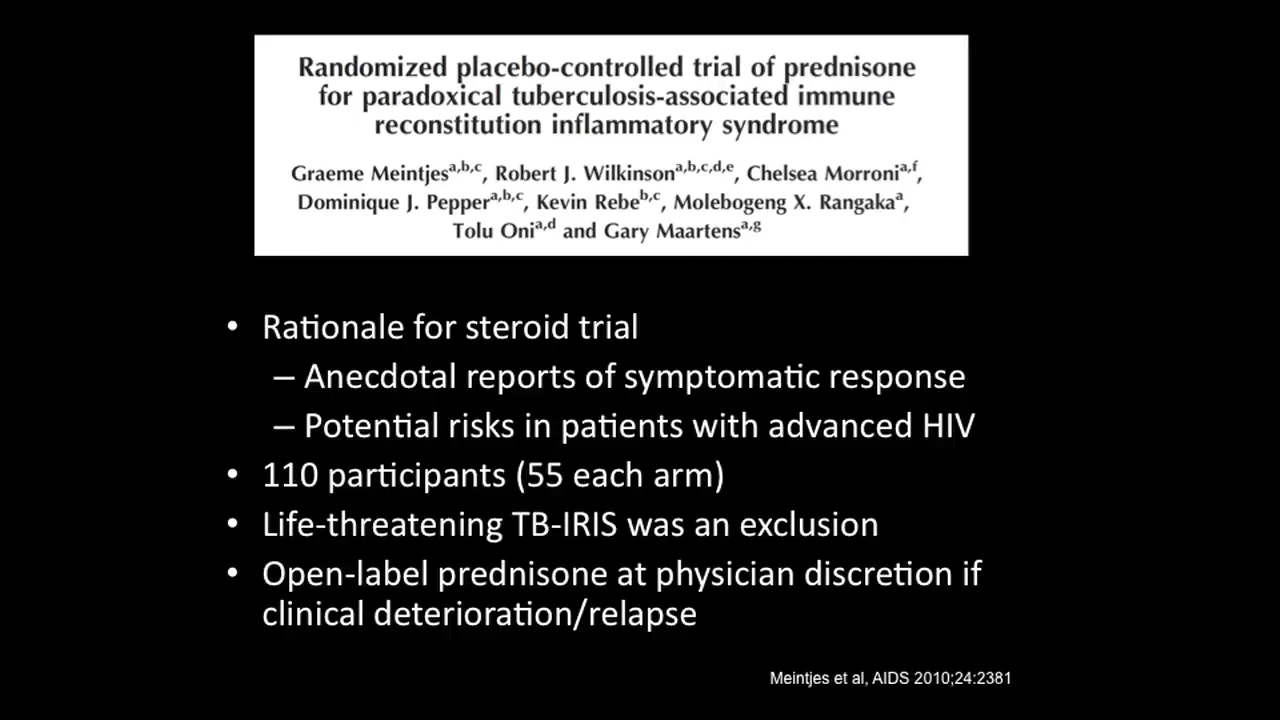 Randomized placebo-controlled trial of prednisone
for paradoxical tuberculosis-associated immune
reconstitution inflammatory syndrome
Graeme Meintjesa,b,c, Robert J. Wilkinsona,b,c,d,e, Chelsea Morronia,f,
Dominique J. Peppera,b,c, Kevin Rebeb,c, Molebogeng X. Rangakaa,
Tolu Onia,d and Gary Maartensa,g
• Rationale for steroid trial
– Anecdotal reports of symptomatic response
– Potential risks in patients with advanced HIV
• 110 participants (55 each arm)
• Life-threatening TB-IRIS was an exclusion
• Open-label prednisone at physician discretion if
clinical deterioration/relapse
Meintjes et al, AIDS 2010;24:2381